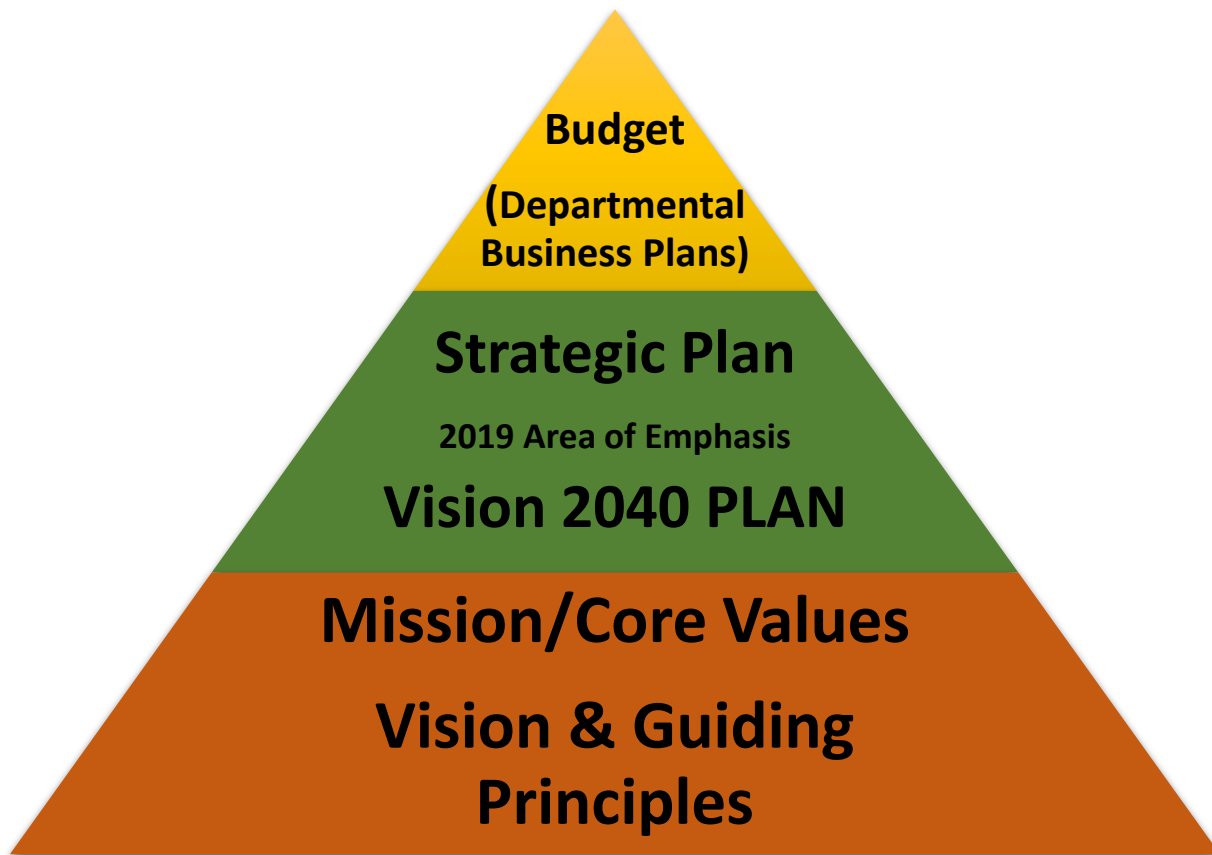 Budget
(Departmental
Business Plans)
Strategic Plan
2019 Area of Emphasis
Vision 2040 PLAN
Mission/Core Values
Vision & Guiding
Principles